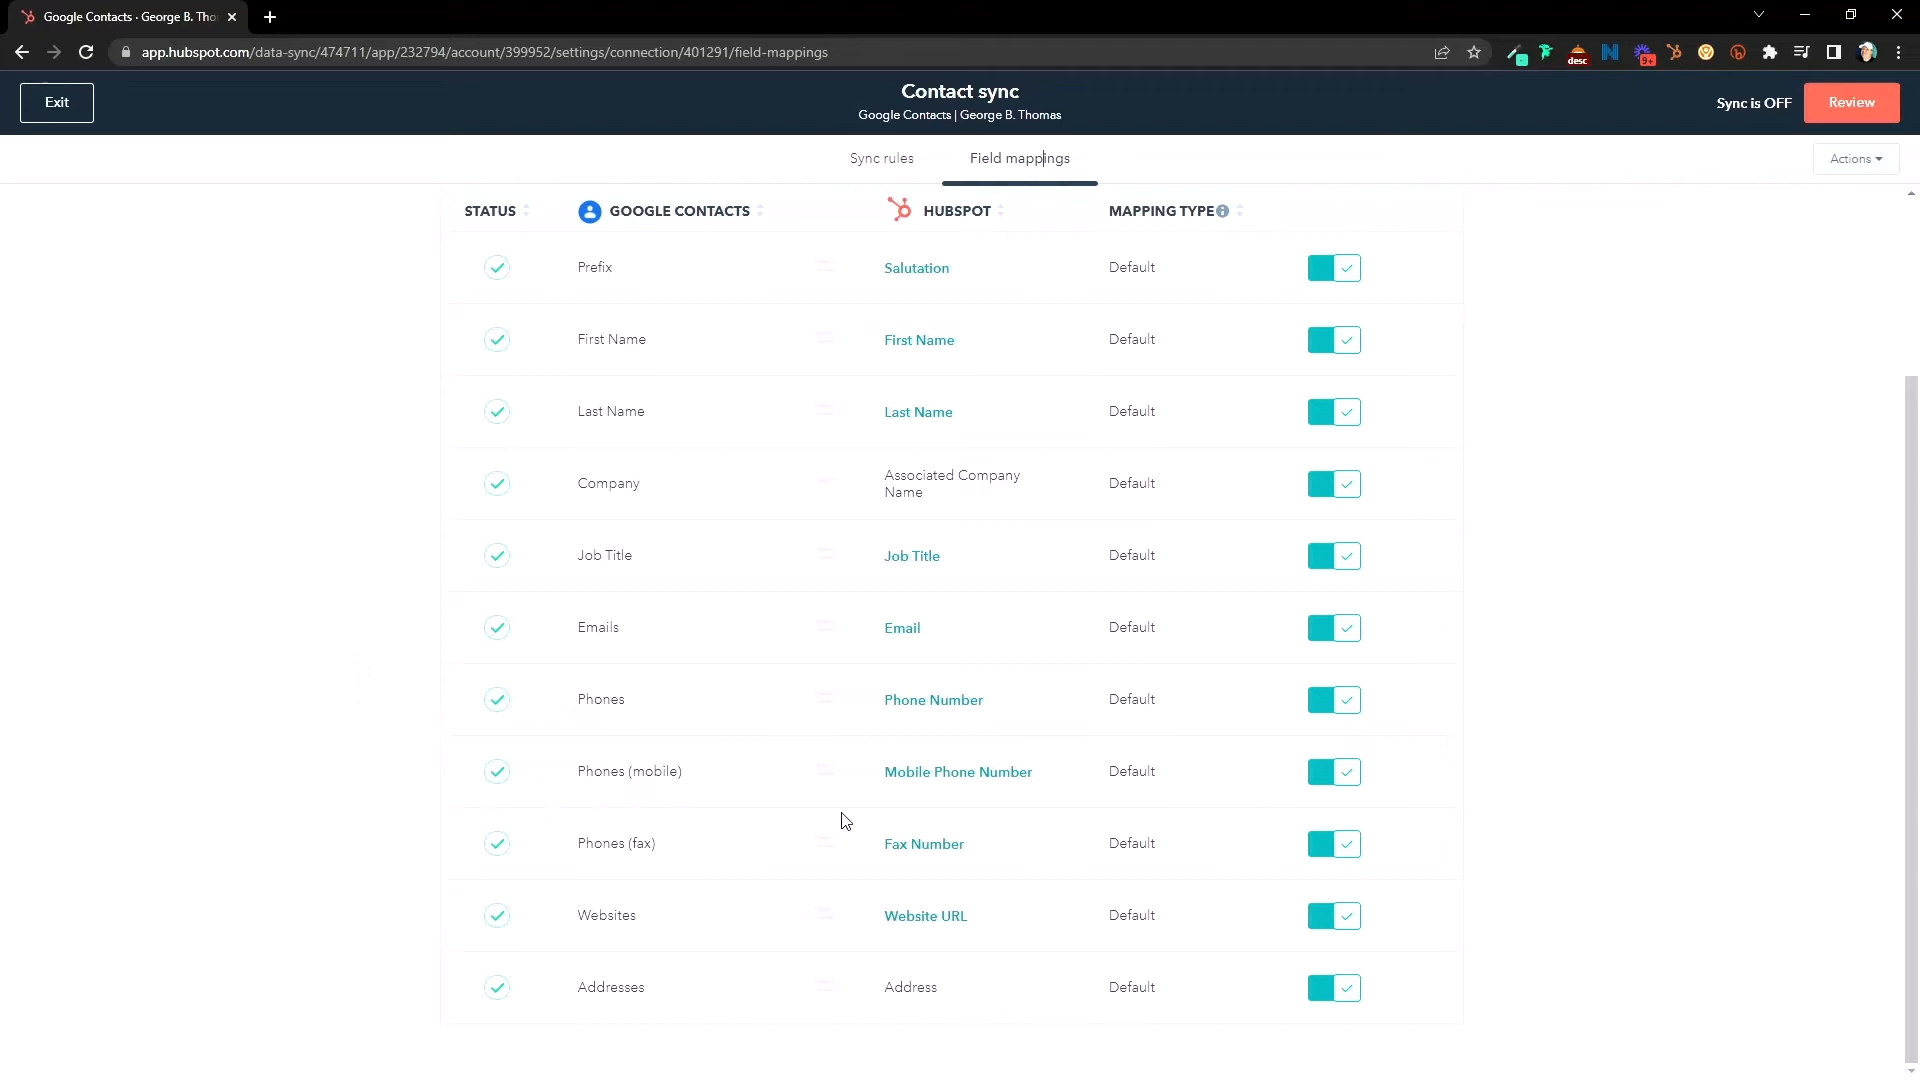 Google Contacts · George B. Tho
app.hubspot.com/data-sync/474711/app/232794/account/399952/settings/connection/401291/field-mappings
desc
9+
Exit
Contact sync
Google Contacts | George B. Thomas
Sync is OFF
Review
Sync rules
Field mappings
Actions
STATUS
GOOGLE CONTACTS
HUBSPOT
MAPPING TYPE
Prefix
Salutation
Default
First Name
First Name
Default
Last Name
Last Name
Default
Company
Associated Company
Name
Default
Job Title
Job Title
Default
Emails
Email
Default
Phones
Phone Number
Default
Phones (mobile)
Mobile Phone Number
Default
Phones (fax)
Fax Number
Default
Websites
Website URL
Default
Addresses
Address
Default